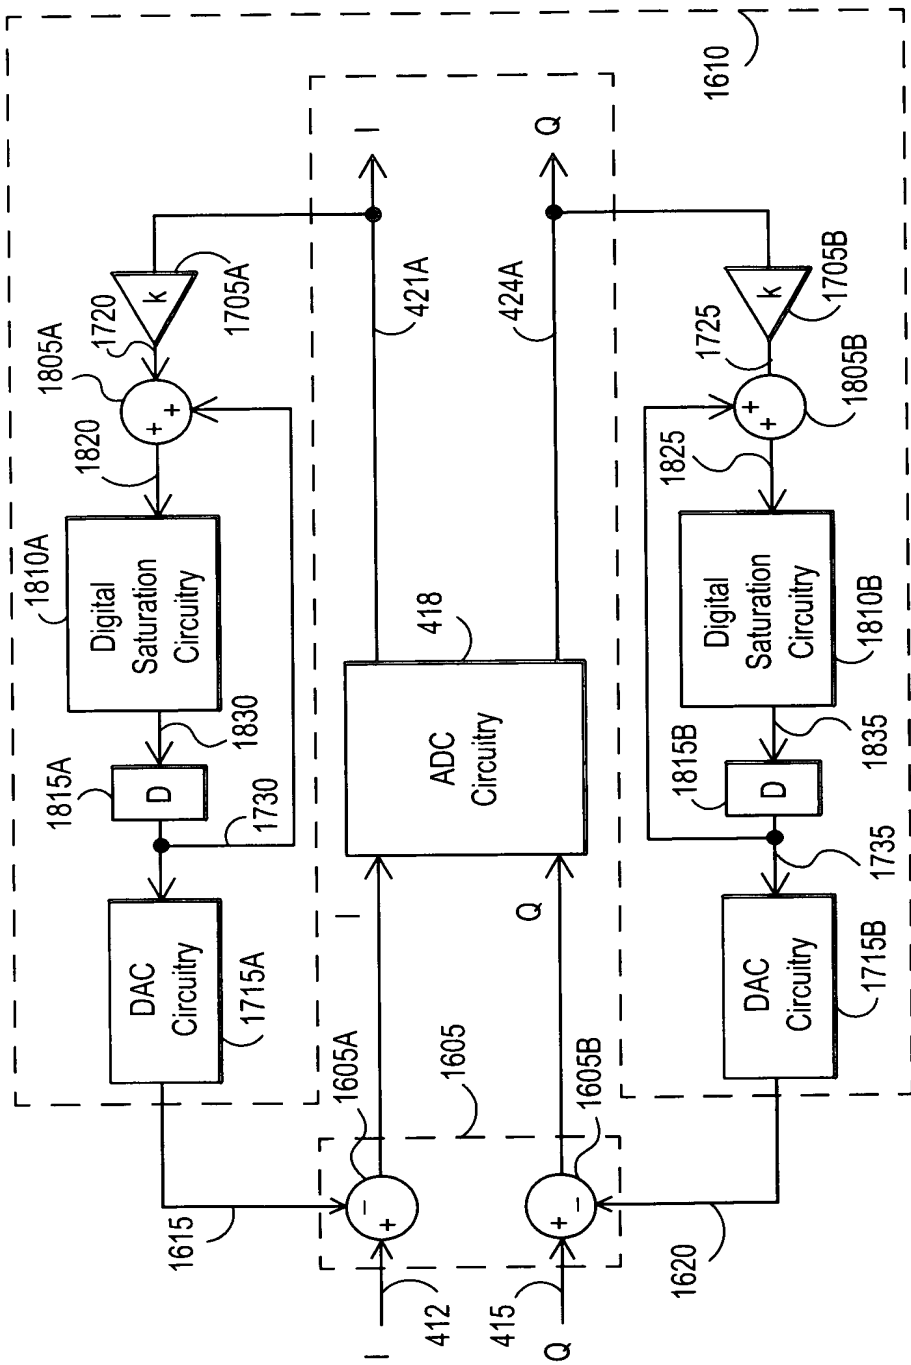 1610
I
Q
k
1705A
1720
1805A
+
+
1820
1810A
Digital
Saturation
Circuitry
1830
1815A
D
1730
DAC
Circuitry
1715A
421A
424A
418
ADC
Circuitry
I
Q
1615
1605A
1605
1605B
−
+
−
+
I
412
415
Q
1620
k
1705B
1725
1805B
+
+
1825
Digital
Saturation
Circuitry
1810B
1835
1815B
D
1735
DAC
Circuitry
1715B